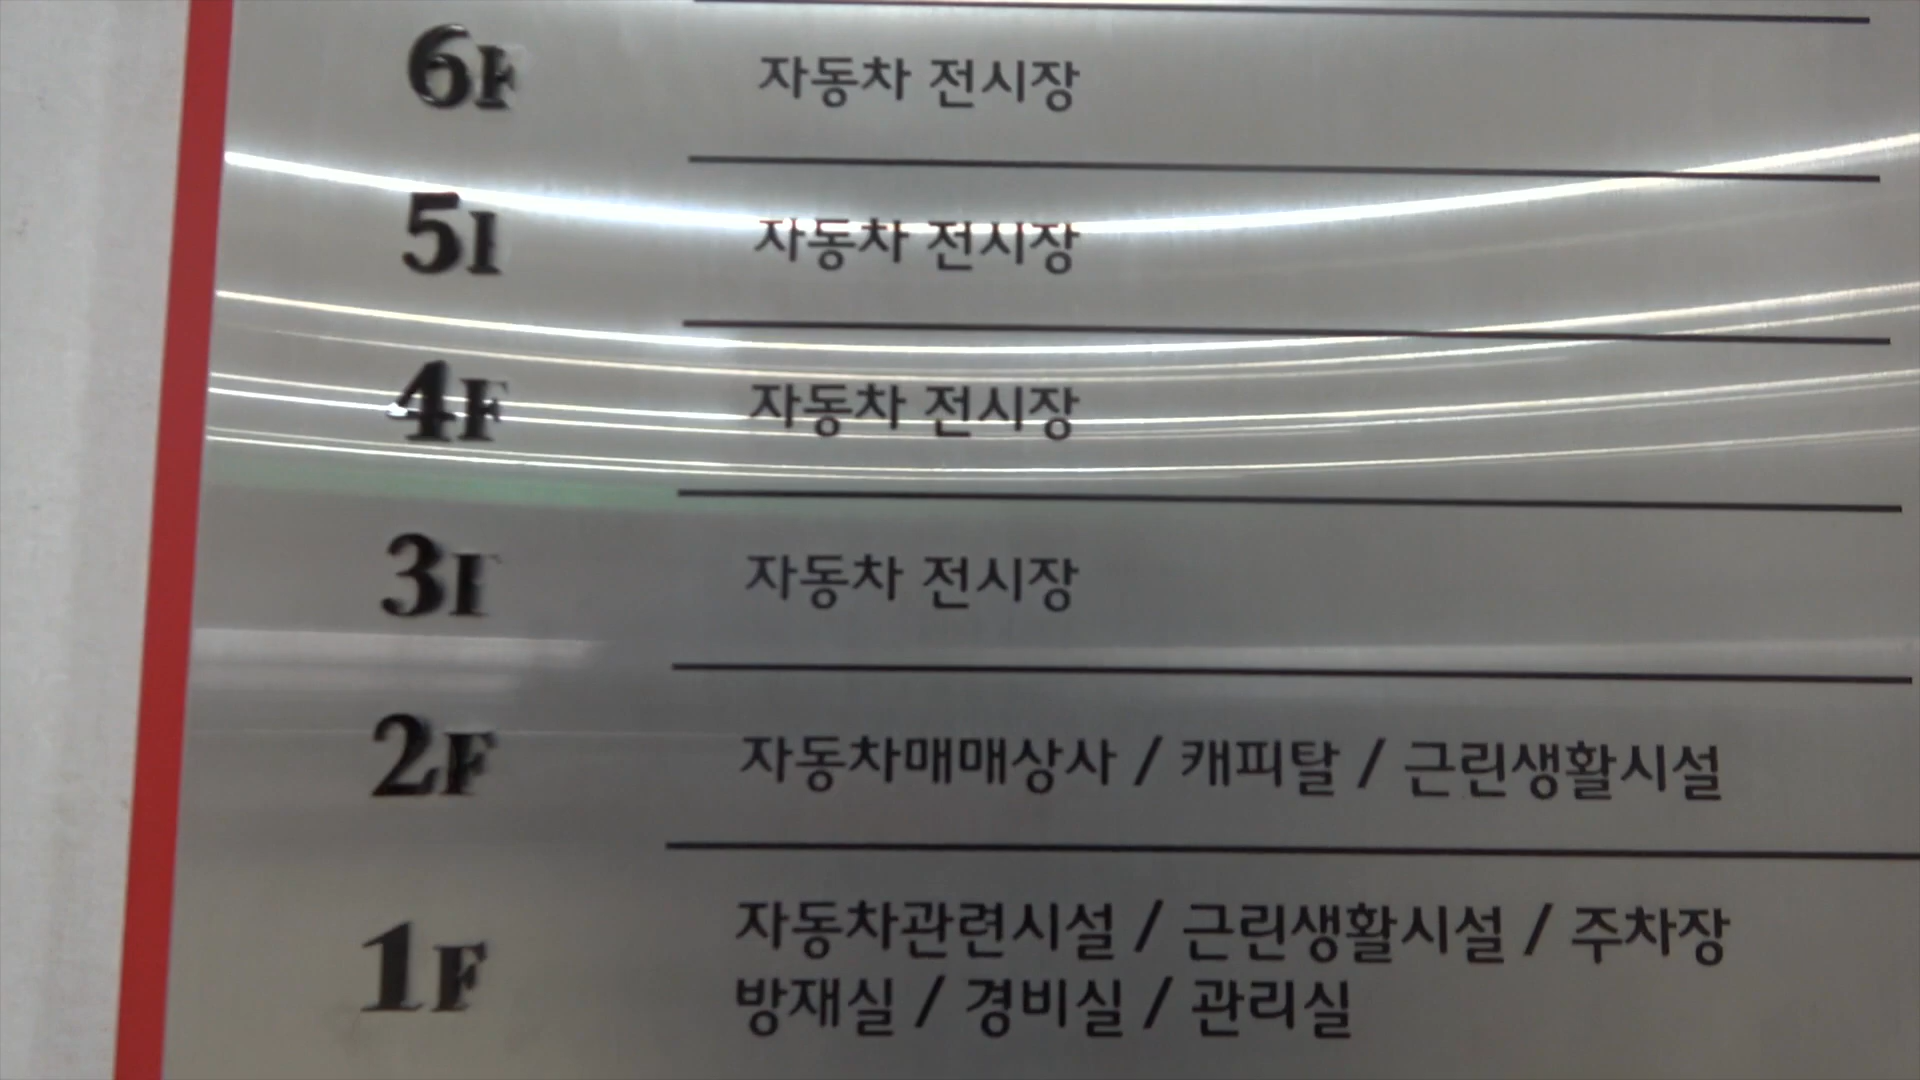 6F 자동차 전시장
5F 자동차 전시장
4F 자동차 전시장
3F 자동차 전시장
2F 자동차매매상사 / 캐피탈 / 근린생활시설
1F 자동차관련시설 / 근린생활시설 / 주차장
방재실 / 경비실 / 관리실